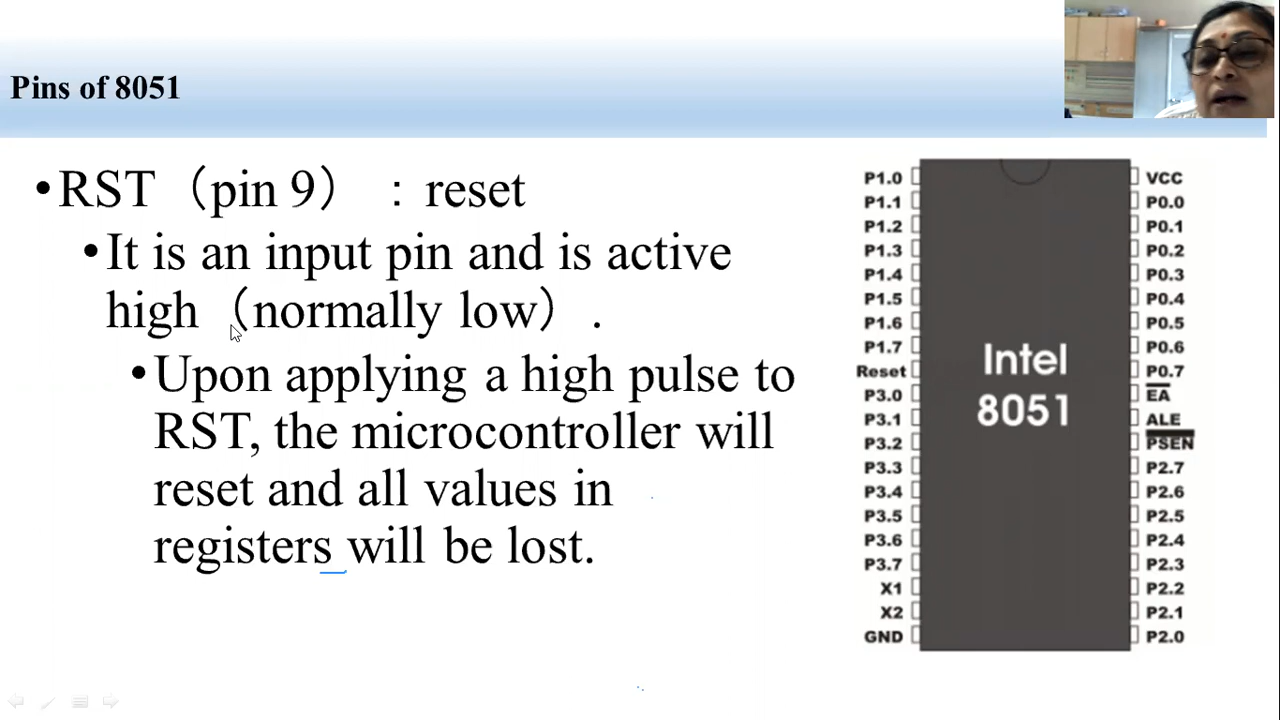 Pins of 8051
•RST（pin 9） : reset
•It is an input pin and is active
high（normally low）.
•Upon applying a high pulse to
RST, the microcontroller will
reset and all values in
registers will be lost.
P1.0
P1.1
P1.2
P1.3
P1.4
P1.5
P1.6
P1.7
Reset
P3.0
P3.1
P3.2
P3.3
P3.4
P3.5
P3.6
P3.7
X1
X2
GND
Intel
8051
VCC
P0.0
P0.1
P0.2
P0.3
P0.4
P0.5
P0.6
P0.7
EA
ALE
PSEN
P2.7
P2.6
P2.5
P2.4
P2.3
P2.2
P2.1
P2.0